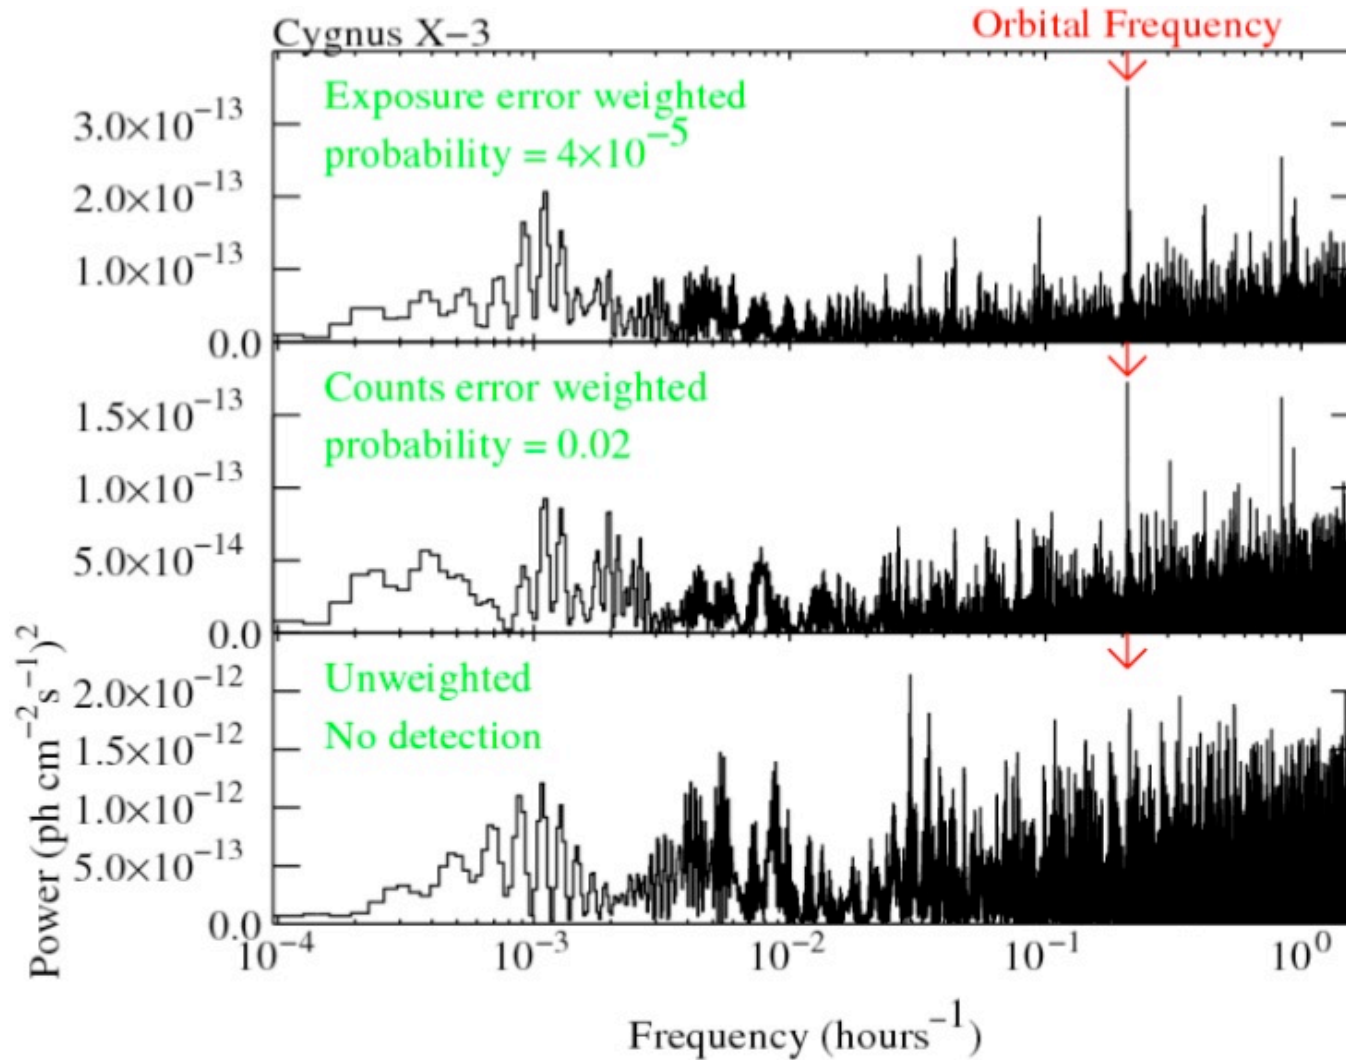 Cygnus X–3
Orbital Frequency
Exposure error weighted
probability = 4×10⁻⁵
3.0×10⁻¹³
2.0×10⁻¹³
1.0×10⁻¹³
0.0
Counts error weighted
probability = 0.02
1.5×10⁻¹³
1.0×10⁻¹³
5.0×10⁻¹⁴
0.0
Unweighted
No detection
2.0×10⁻¹²
1.5×10⁻¹²
1.0×10⁻¹²
5.0×10⁻¹³
0.0
Power (ph cm⁻²s⁻¹)²
10⁻⁴ 10⁻³ 10⁻² 10⁻¹ 10⁰
Frequency (hours⁻¹)